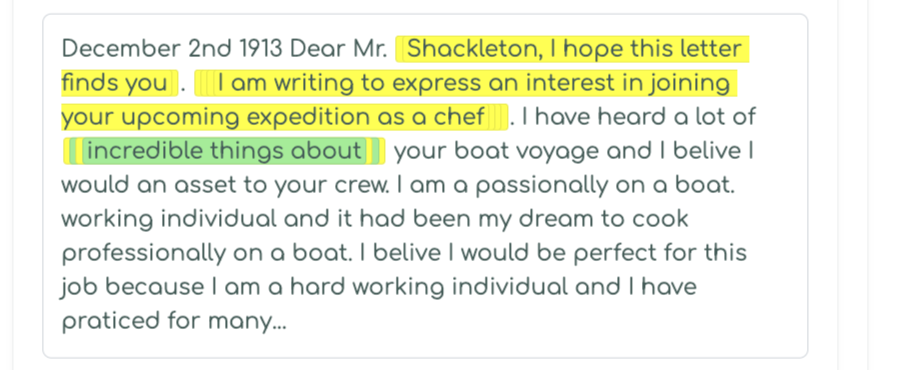 December 2nd 1913 Dear Mr. Shackleton, I hope this letter
finds you. I am writing to express an interest in joining
your upcoming expedition as a chef. I have heard a lot of
incredible things about your boat voyage and I belive I
would an asset to your crew. I am a passionally on a boat.
working individual and it had been my dream to cook
professionally on a boat. I belive I would be perfect for this
job because I am a hard working individual and I have
praticed for many...